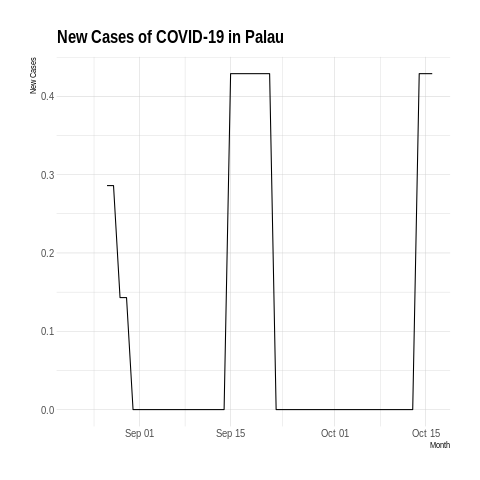 New Cases of COVID-19 in Palau
New Cases
0.4
0.3
0.2
0.1
0.0
Sep 01 Sep 15 Oct 01 Oct 15
Month